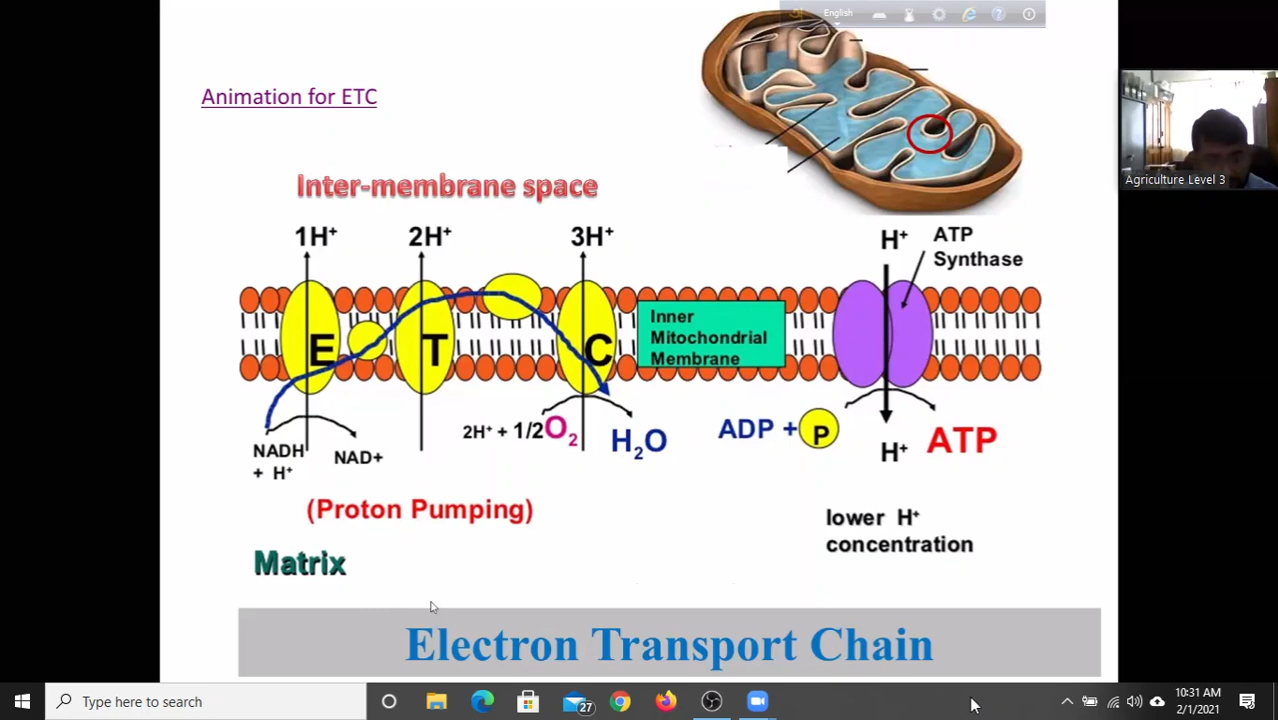 English
Animation for ETC
Agriculture Level 3
Inter-membrane space
1H+ 2H+ 3H+ H+ ATP
Synthase
Inner
Mitochondrial
Membrane
E T C
NADH
+ H+
NAD+
2H+ + 1/2O2
H2O
ADP + P
H+
ATP
(Proton Pumping)
lower H+
concentration
Matrix
Electron Transport Chain
Type here to search
27
10:31 AM
2/1/2021